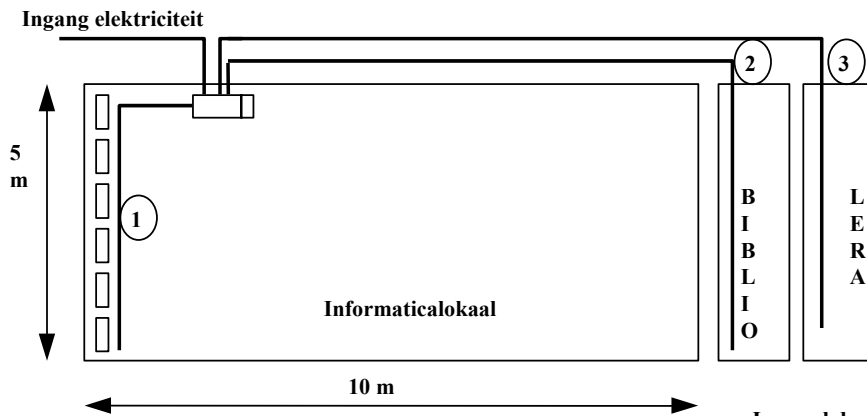 Ingang elektriciteit
2
3
5
m
1
B
I
B
L
I
O
L
E
R
A
Informaticalokaal
10 m